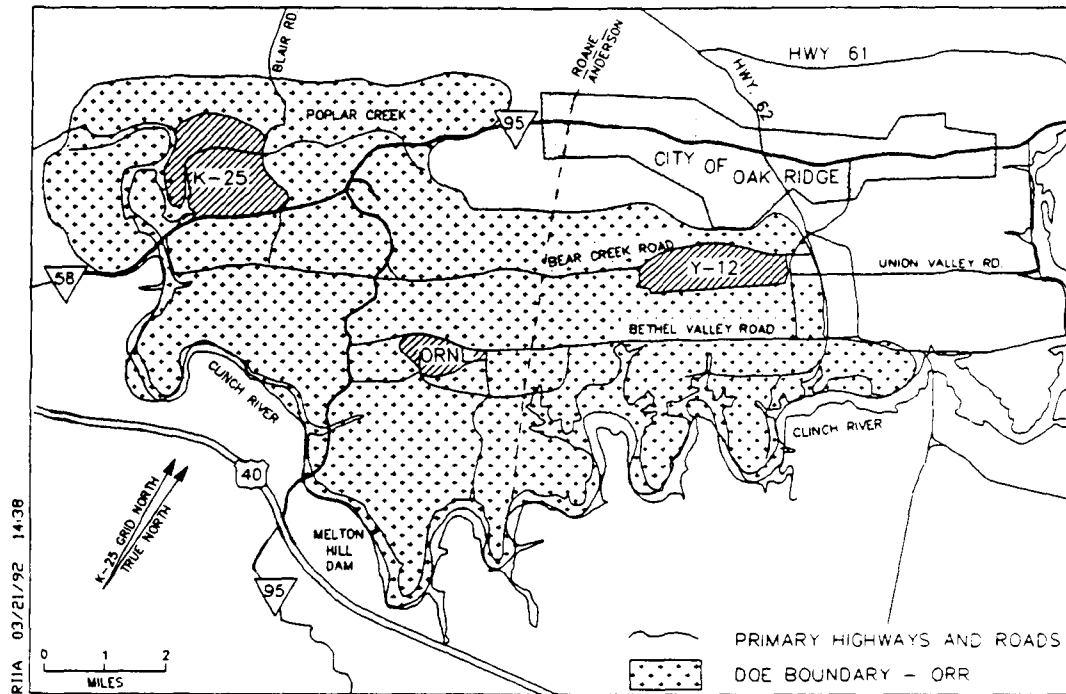 HWY 61
BLAIR RD.
ROANE
ANDERSON
HWY. 62
POPLAR CREEK
95
CITY OF
OAK RIDGE
K-25
BEAR CREEK ROAD
Y-12
UNION VALLEY RD.
58
BETHEL VALLEY ROAD
ORN
CLINCH RIVER
CLINCH RIVER
40
K-25 GRID NORTH
TRUE NORTH
MELTON
HILL
DAM
95
0 1 2
MILES
PRIMARY HIGHWAYS AND ROADS
DOE BOUNDARY - ORR
R11A 03/21/92 14:38